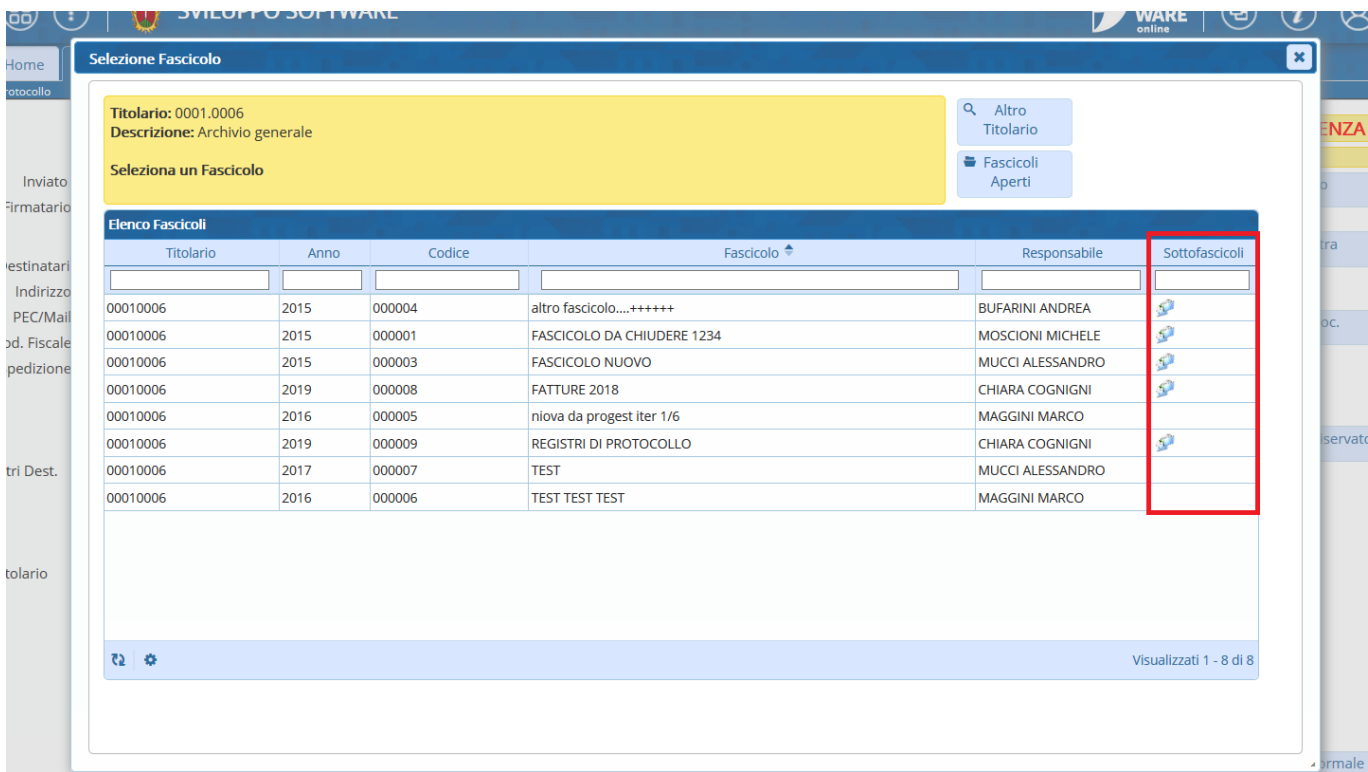 SVILUPPO SOFTWARE
WARE
online
Home
rotocollo
Selezione Fascicolo
Titolario: 0001.0006
Descrizione: Archivio generale
Seleziona un Fascicolo
Altro
Titolario
Fascicoli
Aperti
ENZA
Inviato
Firmatario
estinatari
Indirizzo
PEC/Mail
od. Fiscale
pedizione
tri Dest.
tolario
Elenco Fascicoli
Titolario Anno Codice Fascicolo Responsabile Sottofascicoli
00010006 2015 000004 altro fascicolo....++++++ BUFARINI ANDREA
00010006 2015 000001 FASCICOLO DA CHIUDERE 1234 MOSCIONI MICHELE
00010006 2015 000003 FASCICOLO NUOVO MUCCI ALESSANDRO
00010006 2019 000008 FATTURE 2018 CHIARA COGNIGNI
00010006 2016 000005 niova da progest iter 1/6 MAGGINI MARCO
00010006 2019 000009 REGISTRI DI PROTOCOLLO CHIARA COGNIGNI
00010006 2017 000007 TEST MUCCI ALESSANDRO
00010006 2016 000006 TEST TEST TEST MAGGINI MARCO
Visualizzati 1 - 8 di 8
o
tra
oc.
servato
ormale